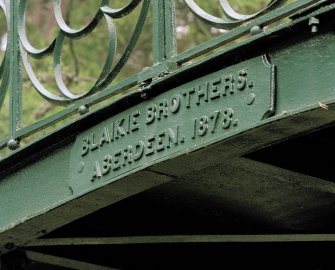 BLAIKIE BROTHERS.
ABERDEEN. 1878.